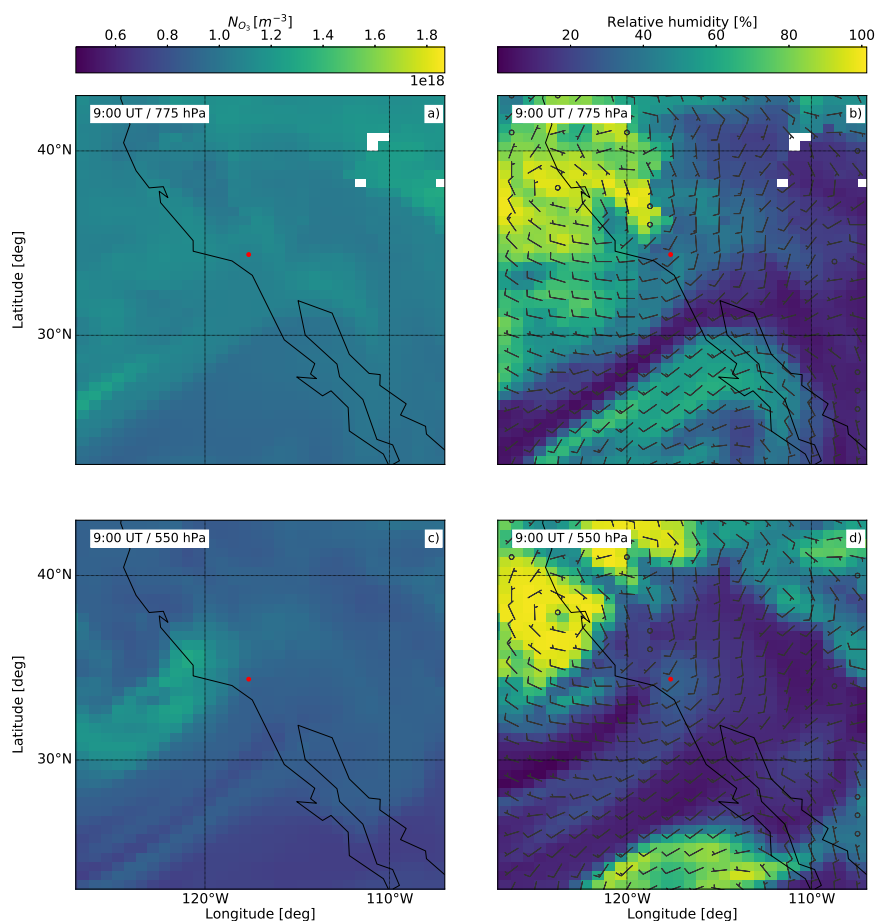 N_{O_3} [m^{-3}]
Relative humidity [%]
0.6 0.8 1.0 1.2 1.4 1.6 1.8
20 40 60 80 100
1e18
9:00 UT / 775 hPa a)
9:00 UT / 775 hPa b)
40°N
30°N
Latitude [deg]
9:00 UT / 550 hPa c)
9:00 UT / 550 hPa d)
40°N
30°N
Latitude [deg]
120°W 110°W
120°W 110°W
Longitude [deg]
Longitude [deg]